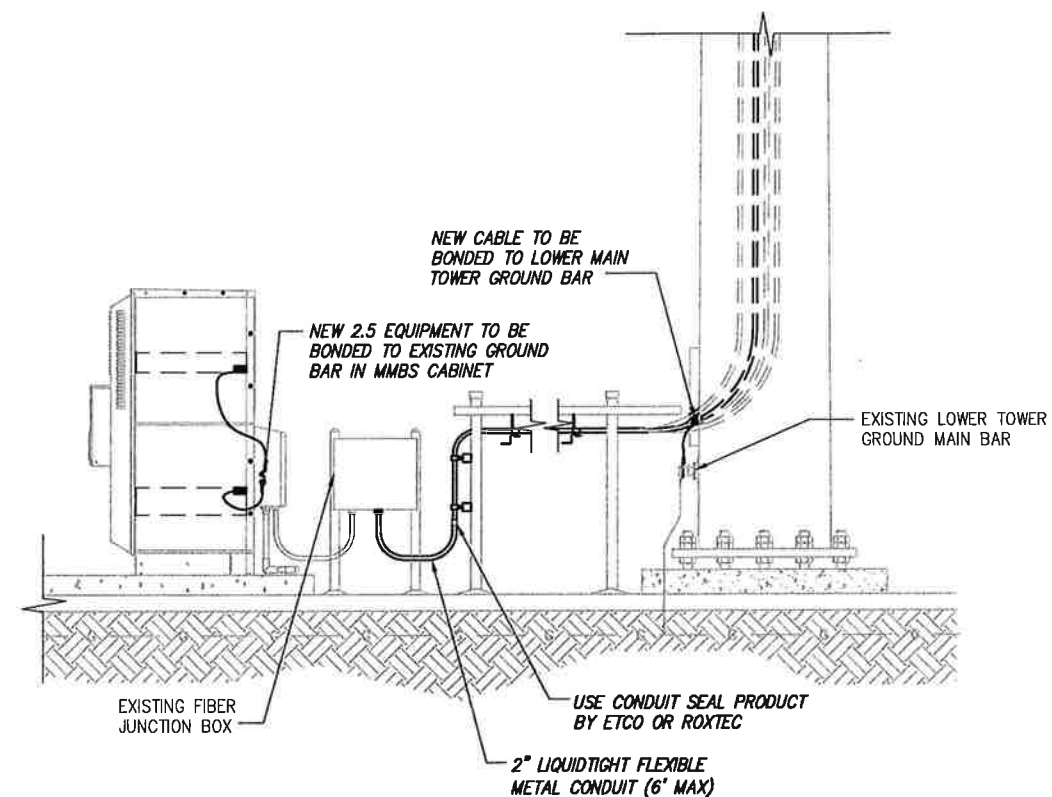 NEW CABLE TO BE
BONDED TO LOWER MAIN
TOWER GROUND BAR
NEW 2.5 EQUIPMENT TO BE
BONDED TO EXISTING GROUND
BAR IN MMBS CABINET
EXISTING LOWER TOWER
GROUND MAIN BAR
EXISTING FIBER
JUNCTION BOX
USE CONDUIT SEAL PRODUCT
BY ETCO OR ROXTEC
2" LIQUIDTIGHT FLEXIBLE
METAL CONDUIT (6' MAX)